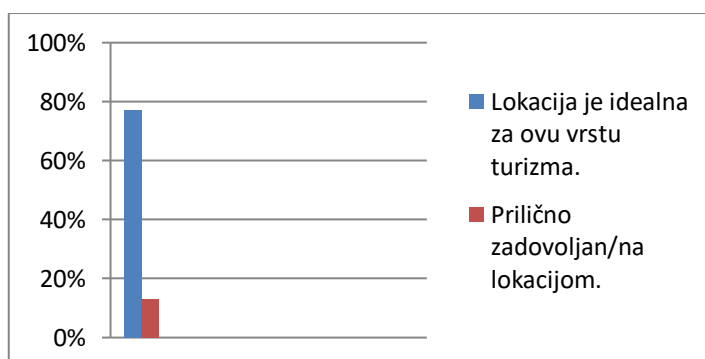 100%
80%
60%
40%
20%
0%
Lokacija je idealna
za ovu vrstu
turizma.
Prilično
zadovoljan/na
lokacijom.